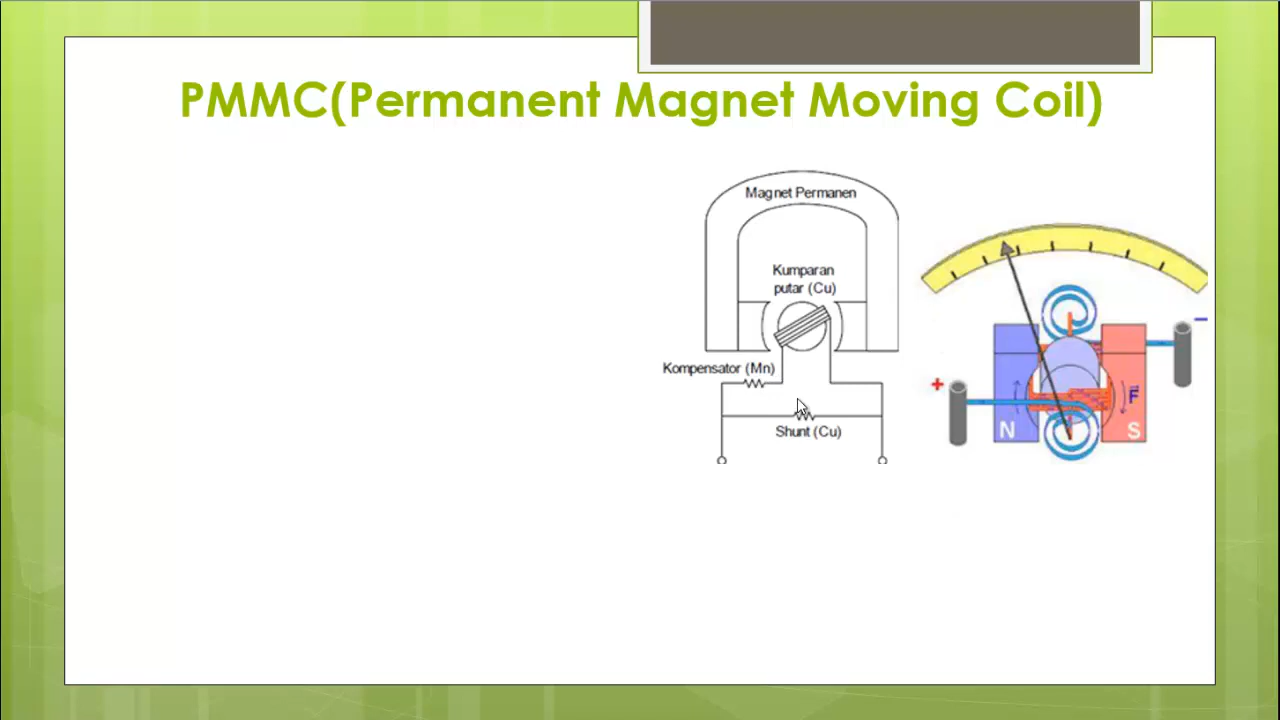 PMMC(Permanent Magnet Moving Coil)
Magnet Permanen
Kumparan
putar (Cu)
Kompensator (Mn)
Shunt (Cu)
+
−
F
N
S